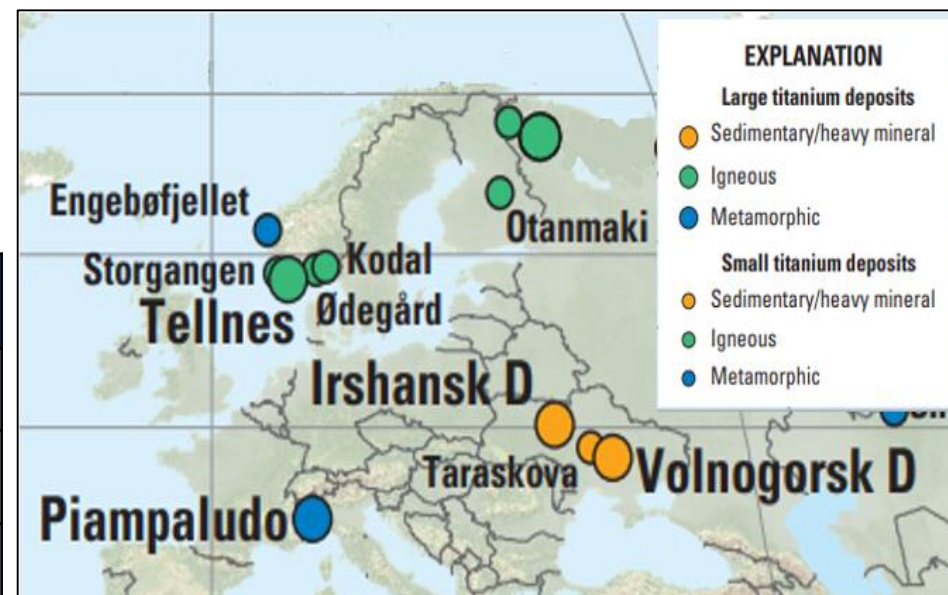 EXPLANATION
Large titanium deposits
Sedimentary/heavy mineral
Igneous
Metamorphic
Small titanium deposits
Sedimentary/heavy mineral
Igneous
Metamorphic
Engebøfjellet
Otanmaki
Storgangen
Kodal
Tellnes
Ødegård
Irshansk D
Taraskova
Volnogorsk D
Piampaludo